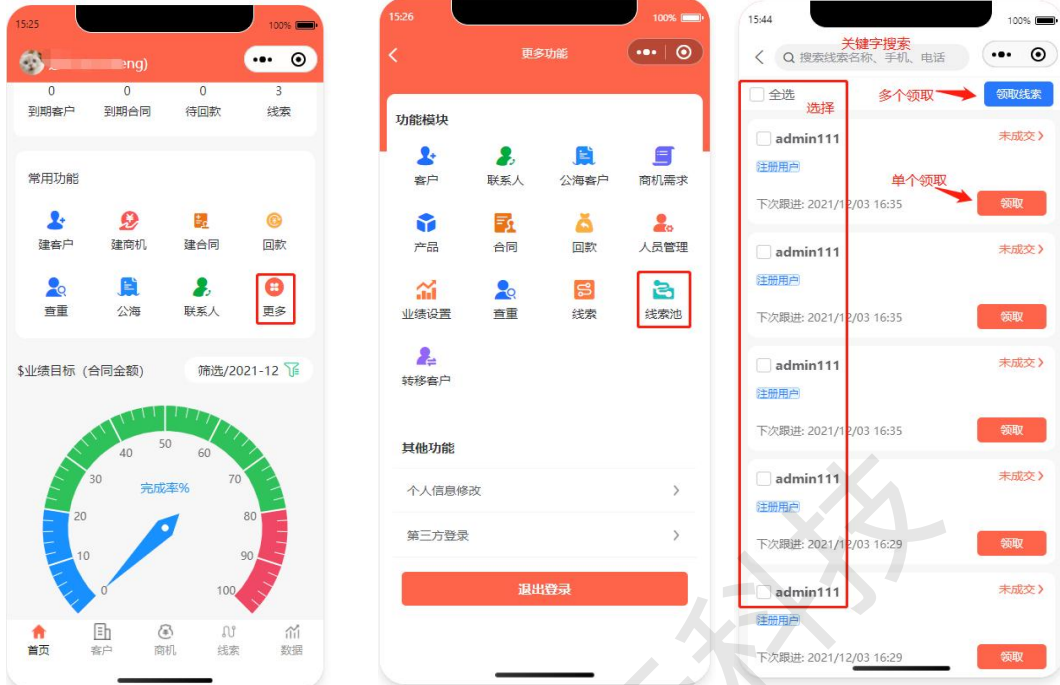 15:25
100%
eng)
0 0 0 3
到期客户 到期合同 待回款 线索
常用功能
建客户 建商机 建合同 回款
查重 公海 联系人 更多
$业绩目标（合同金额） 筛选/2021-12
完成率%
0
10
20
30
40
50
60
70
80
90
100
首页 客户 商机 线索 数据
15:26
100%
更多功能
功能模块
客户 联系人 公海客户 商机需求
产品 合同 回款 人员管理
业绩设置 查重 线索 线索池
转移客户
其他功能
个人信息修改
第三方登录
退出登录
15:44
100%
关键字搜索
搜索线索名称、手机、电话
全选 选择 多个领取 领取线索
admin111 未成交
注册用户
单个领取
下次跟进: 2021/12/03 16:35 领取
admin111 未成交
注册用户
下次跟进: 2021/12/03 16:35 领取
admin111 未成交
注册用户
下次跟进: 2021/12/03 16:35 领取
admin111 未成交
注册用户
下次跟进: 2021/12/03 16:29 领取
admin111 未成交
注册用户
下次跟进: 2021/12/03 16:29 领取
科技